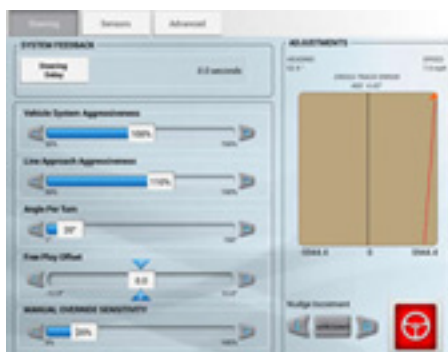 Steering
Sensors
Advanced
SYSTEM FEEDBACK
Steering
Delay
0.0 seconds
Vehicle System Aggressiveness
100%
Line Approach Aggressiveness
110%
Angle Per Turn
20°
Free Play Offset
0.0
MANUAL OVERRIDE SENSITIVITY
20%
ADJUSTMENTS
HEADING
SPEED
CROSS TRACK ERROR
0
Nudge Increment